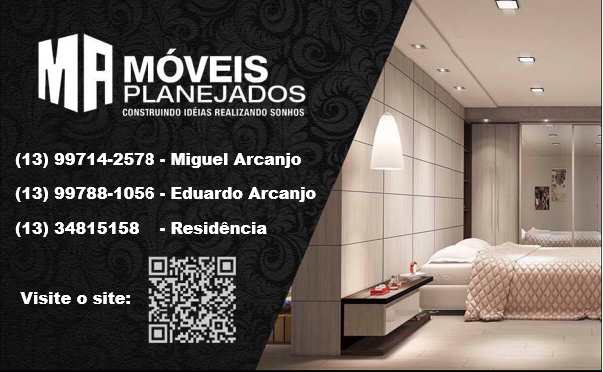 MA MÓVEIS
PLANEJADOS
CONSTRUINDO IDÉIAS REALIZANDO SONHOS
(13) 99714-2578 - Miguel Arcanjo
(13) 99788-1056 - Eduardo Arcanjo
(13) 34815158 - Residência
Visite o site: